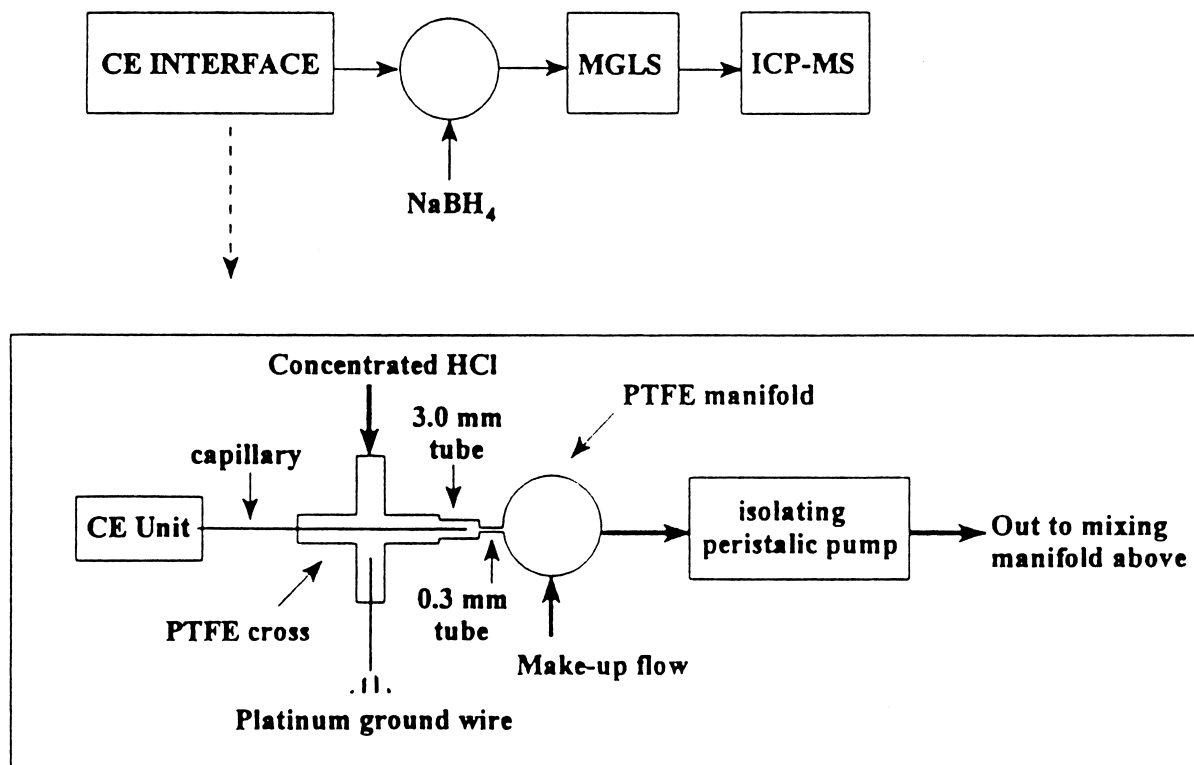 CE INTERFACE
MGLS
ICP-MS
NaBH₄
Concentrated HCl
PTFE manifold
3.0 mm
tube
capillary
CE Unit
isolating
peristalic pump
Out to mixing
manifold above
0.3 mm
tube
PTFE cross
Make-up flow
Platinum ground wire